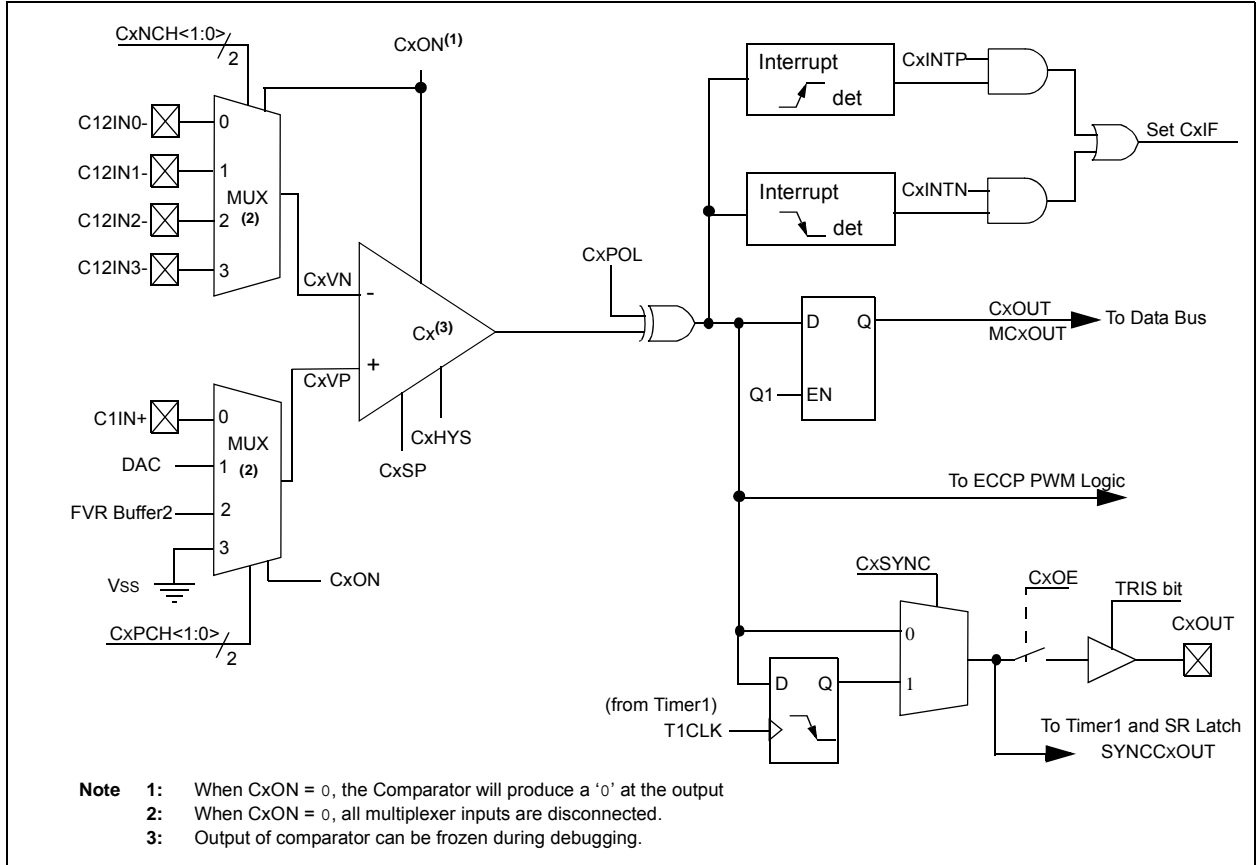 CxNCH<1:0>
2
CxON(1)
C12IN0-
C12IN1-
C12IN2-
C12IN3-
0
1
2
3
MUX
(2)
CxVN
-
Cx(3)
+
CxVP
CxHYS
CxSP
C1IN+
DAC
FVR Buffer2
VSS
0
1
2
3
MUX
(2)
CxON
CxPCH<1:0>
2
CxPOL
Interrupt
det
CxINTP
Interrupt
det
CxINTN
Set CxIF
D
Q
Q1
EN
CxOUT
MCxOUT
To Data Bus
To ECCP PWM Logic
CxSYNC
0
1
D
Q
(from Timer1)
T1CLK
CxOE
TRIS bit
CxOUT
To Timer1 and SR Latch
SYNCCxOUT
Note 1: When CxON = 0, the Comparator will produce a ‘0’ at the output
2: When CxON = 0, all multiplexer inputs are disconnected.
3: Output of comparator can be frozen during debugging.